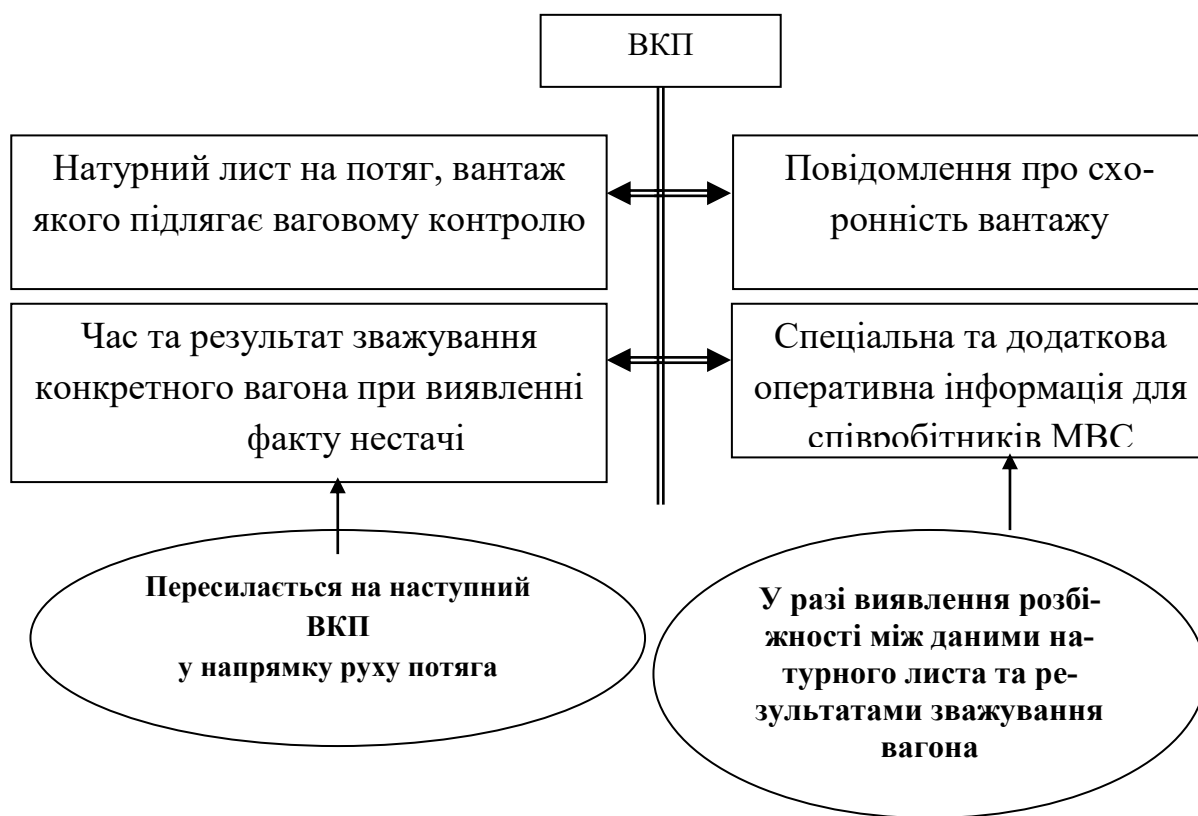 ВКП
Натурний лист на потяг, вантаж
якого підлягає ваговому контролю
Повідомлення про схо-
ронність вантажу
Час та результат зважування
конкретного вагона при виявленні
факту нестачі
Спеціальна та додаткова
оперативна інформація для
співробітників МВС
Пересилається на наступний
ВКП
у напрямку руху потяга
У разі виявлення розбі-
жності між даними на-
турного листа та ре-
зультатами зважування
вагона